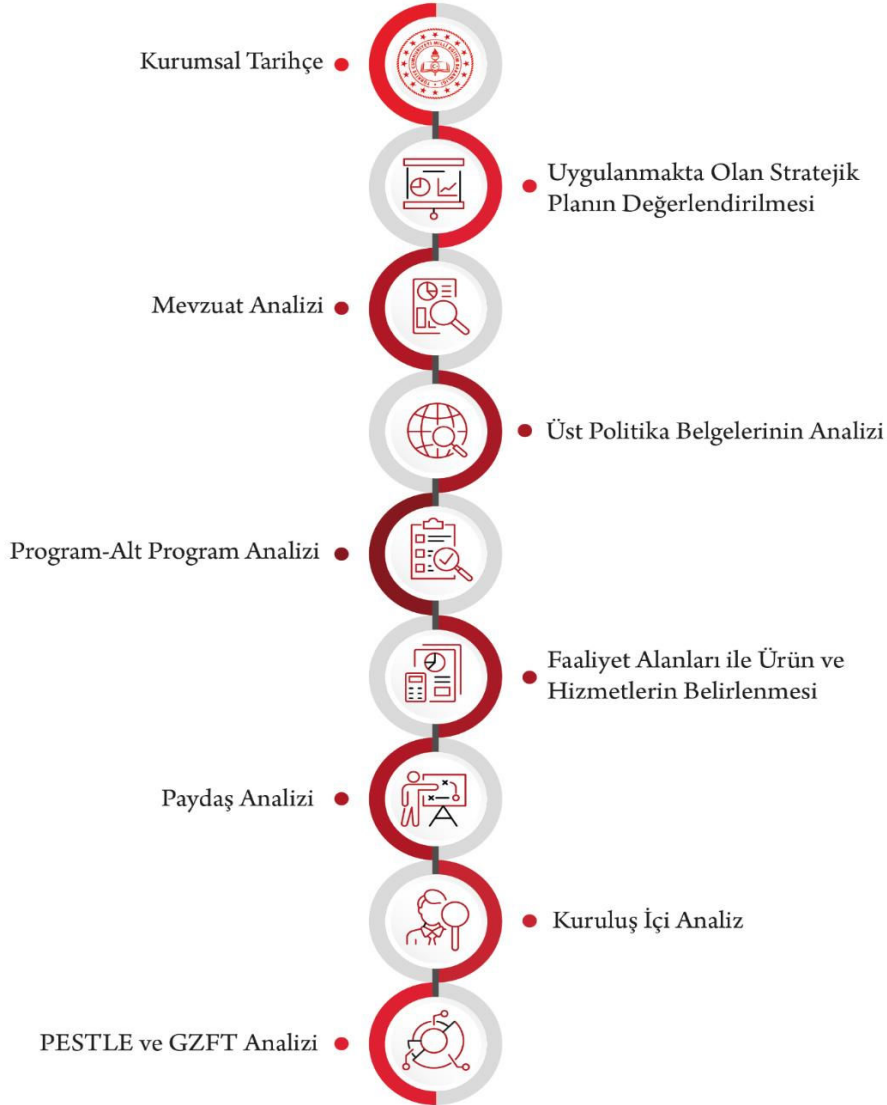 Kurumsal Tarihçe
Uygulanmakta Olan Stratejik
Planın Değerlendirilmesi
Mevzuat Analizi
Üst Politika Belgelerinin Analizi
Program-Alt Program Analizi
Faaliyet Alanları ile Ürün ve
Hizmetlerin Belirlenmesi
Paydaş Analizi
Kuruluş İçi Analiz
PESTLE ve GZFT Analizi